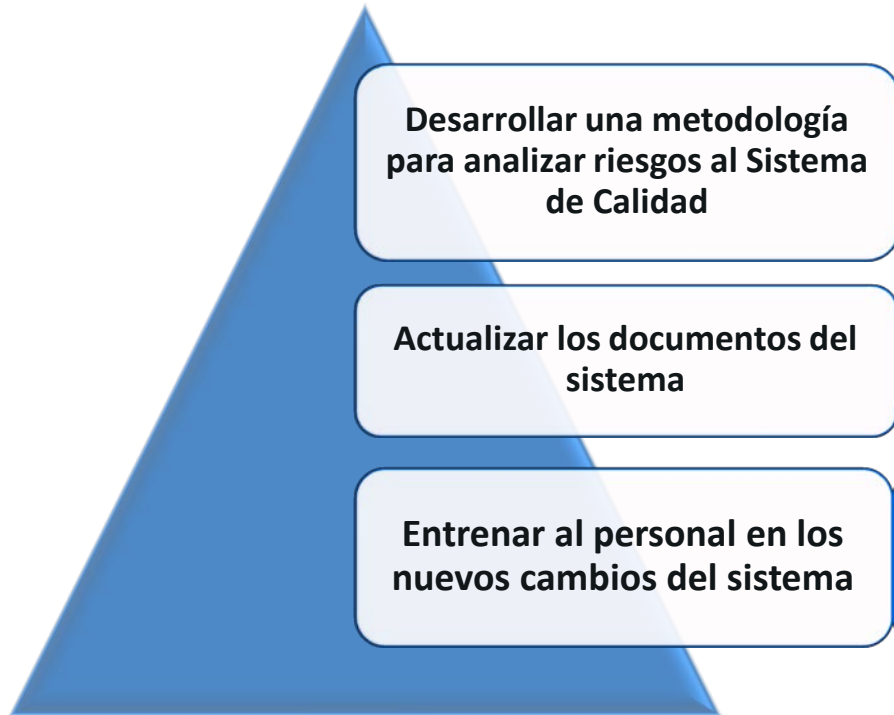 Desarrollar una metodología
para analizar riesgos al Sistema
de Calidad
Actualizar los documentos del
sistema
Entrenar al personal en los
nuevos cambios del sistema